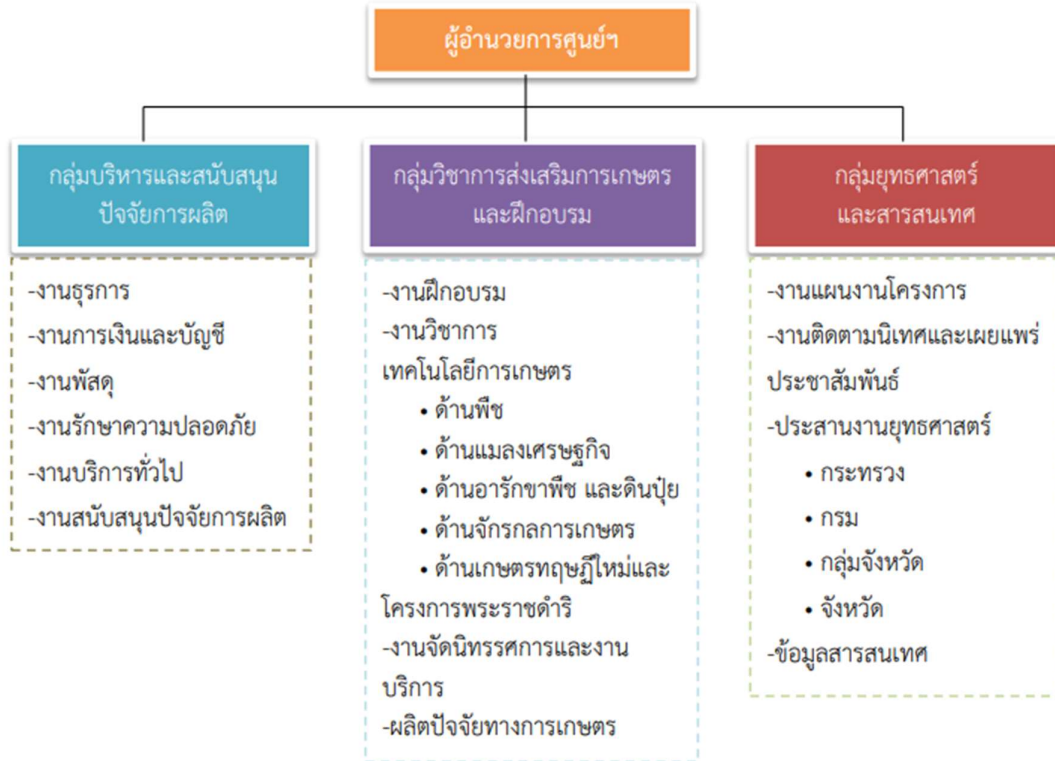 ผู้อำนวยการศูนย์ฯ
กลุ่มบริหารและสนับสนุน
ปัจจัยการผลิต
-งานธุรการ
-งานการเงินและบัญชี
-งานพัสดุ
-งานรักษาความปลอดภัย
-งานบริการทั่วไป
-งานสนับสนุนปัจจัยการผลิต
กลุ่มวิชาการส่งเสริมการเกษตร
และฝึกอบรม
-งานฝึกอบรม
-งานวิชาการ
เทคโนโลยีการเกษตร
• ด้านพืช
• ด้านแมลงเศรษฐกิจ
• ด้านอารักขาพืช และดินปุ๋ย
• ด้านจักรกลการเกษตร
• ด้านเกษตรทฤษฎีใหม่และ
โครงการพระราชดำริ
-งานจัดนิทรรศการและงาน
บริการ
-ผลิตปัจจัยทางการเกษตร
กลุ่มยุทธศาสตร์
และสารสนเทศ
-งานแผนงานโครงการ
-งานติดตามนิเทศและเผยแพร่
ประชาสัมพันธ์
-ประสานงานยุทธศาสตร์
• กระทรวง
• กรม
• กลุ่มจังหวัด
• จังหวัด
-ข้อมูลสารสนเทศ